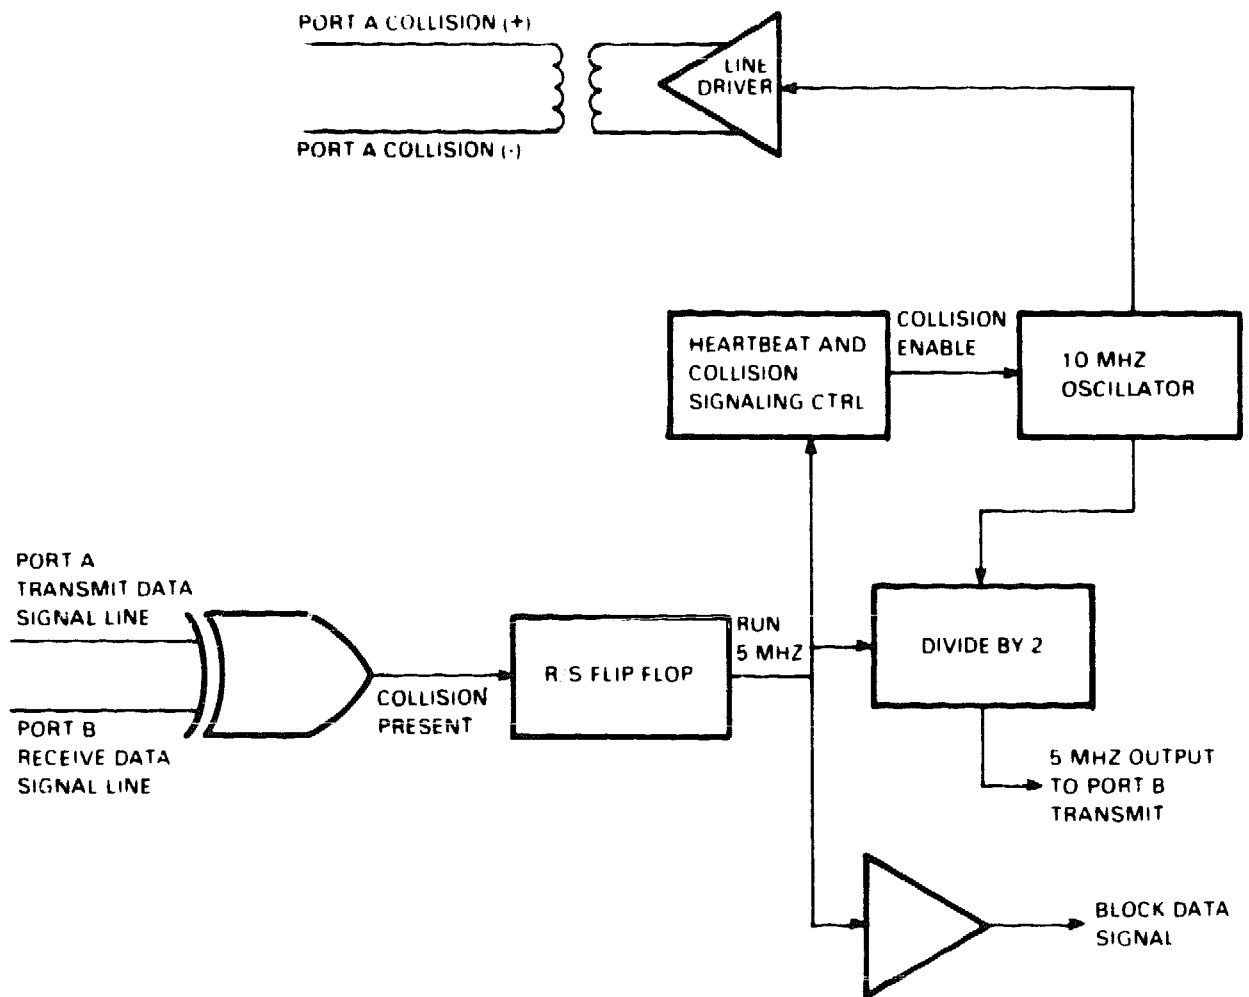 PORT A COLLISION (+)
LINE
DRIVER
PORT A COLLISION (-)
HEARTBEAT AND
COLLISION
SIGNALING CTRL
COLLISION
ENABLE
10 MHZ
OSCILLATOR
PORT A
TRANSMIT DATA
SIGNAL LINE
PORT B
RECEIVE DATA
SIGNAL LINE
COLLISION
PRESENT
R/S FLIP FLOP
RUN
5 MHZ
DIVIDE BY 2
5 MHZ OUTPUT
TO PORT B
TRANSMIT
BLOCK DATA
SIGNAL